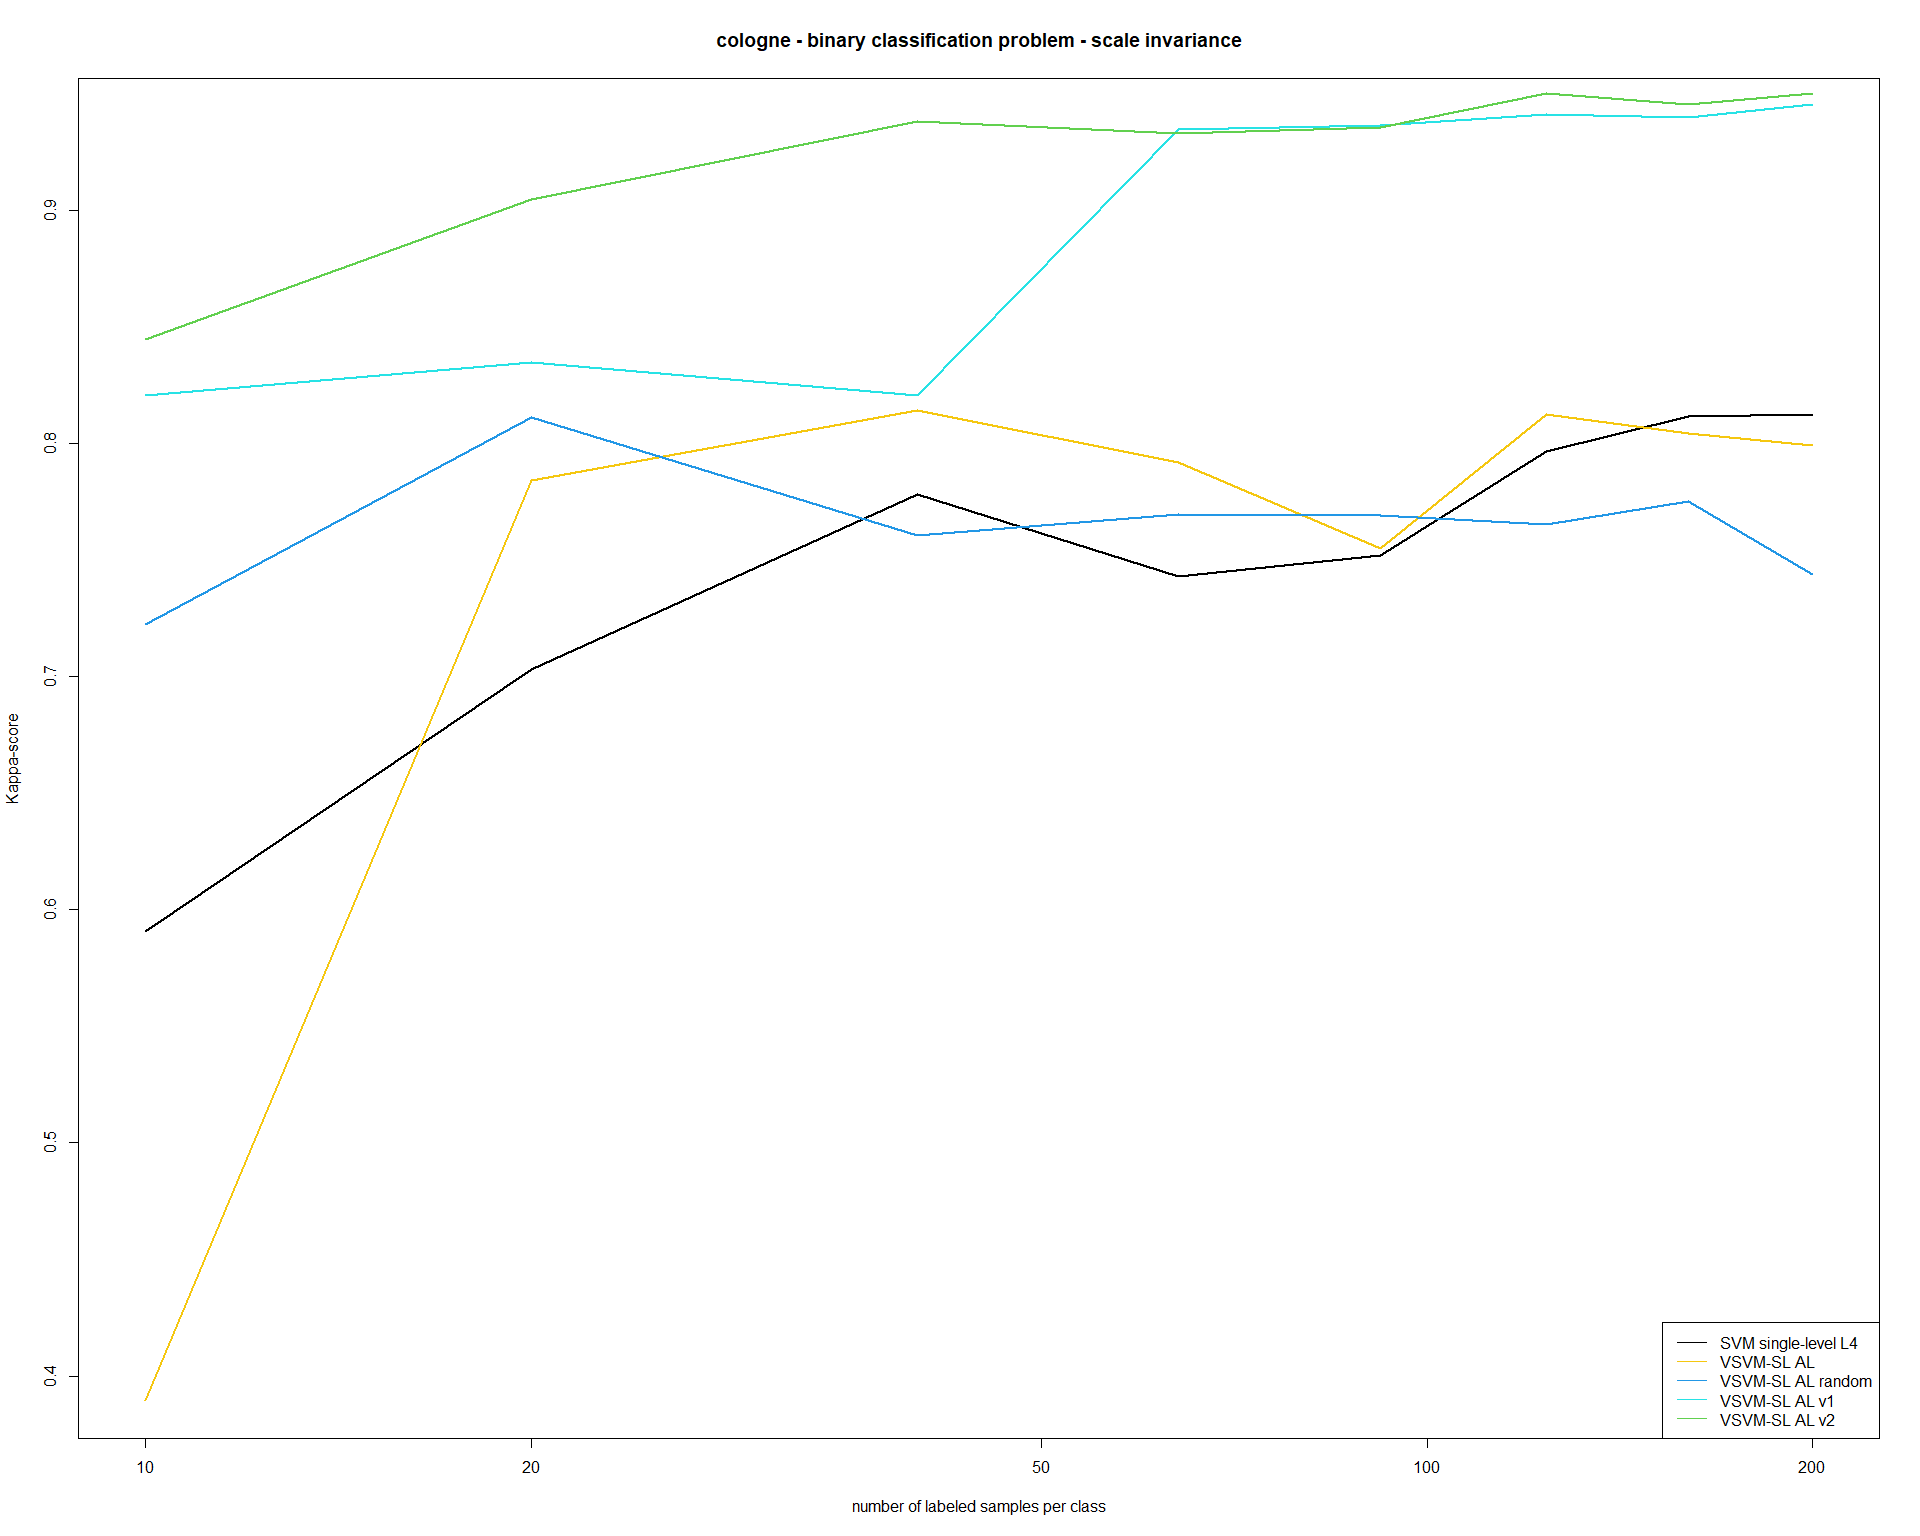 cologne - binary classification problem - scale invariance
0.9
0.8
0.7
0.6
0.5
0.4
Kappa-score
SVM single-level L4
VSVM-SL AL
VSVM-SL AL random
VSVM-SL AL v1
VSVM-SL AL v2
10 20 50 100 200
number of labeled samples per class